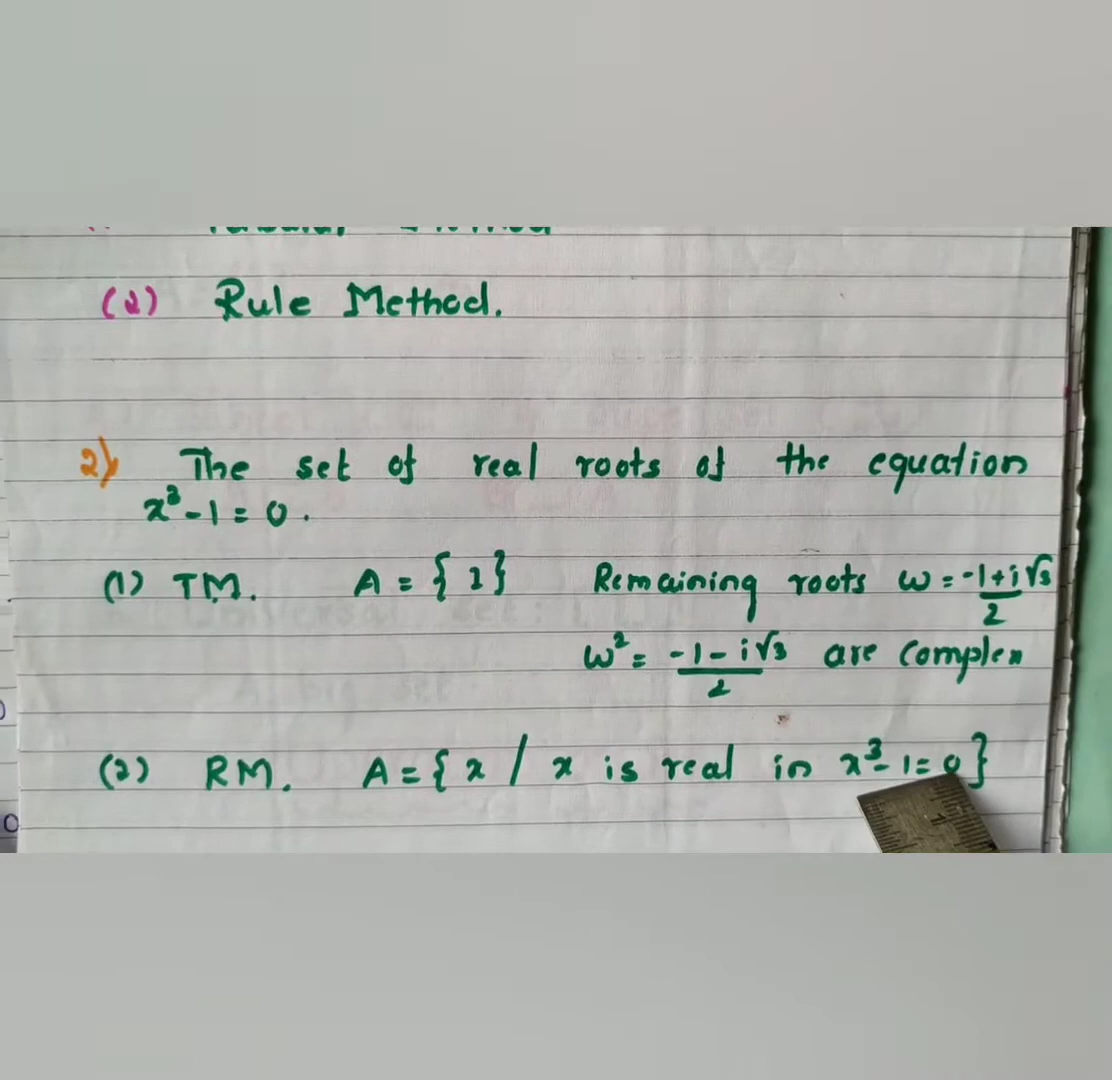 (2) Rule Method.
2) The set of real roots of the equation
x³-1=0.
(1) TM. A = {1} Remaining roots ω = -1+i√3/2
ω² = -1-i√3/2 are complex
(2) RM. A={x / x is real in x³-1=0}
1